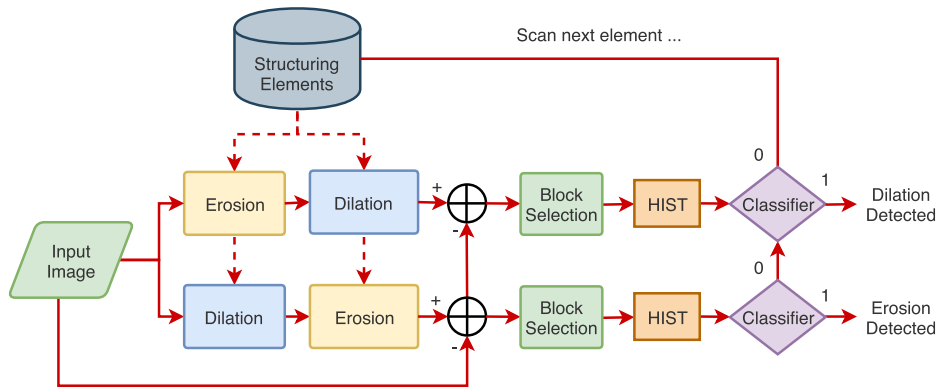 Scan next element ...
Structuring
Elements
0
1
Erosion
Dilation
+
-
Block
Selection
HIST
Classifier
Dilation
Detected
Input
Image
0
1
Dilation
Erosion
+
-
Block
Selection
HIST
Classifier
Erosion
Detected